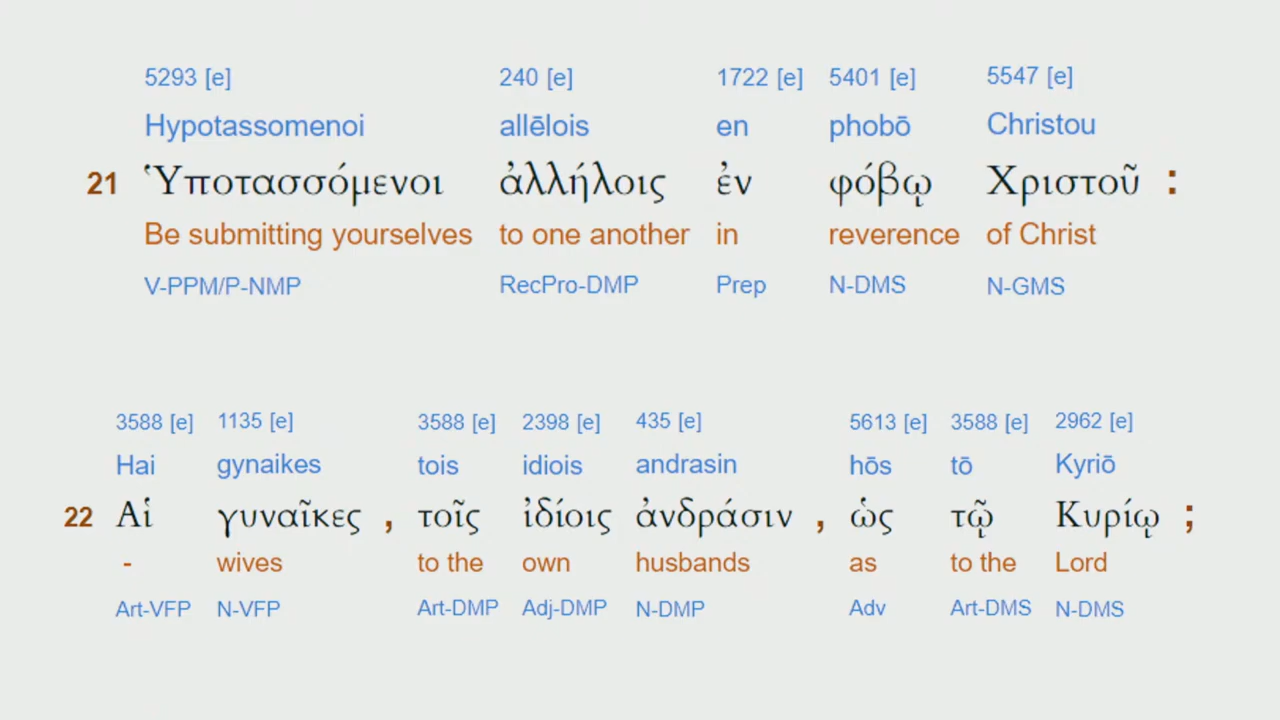 5293 [e] 240 [e] 1722 [e] 5401 [e] 5547 [e]
Hypotassomenoi allēlois en phobō Christou
21 Ὑποτασσόμενοι ἀλλήλοις ἐν φόβῳ Χριστοῦ :
Be submitting yourselves to one another in reverence of Christ
V-PPM/P-NMP RecPro-DMP Prep N-DMS N-GMS
3588 [e] 1135 [e] 3588 [e] 2398 [e] 435 [e] 5613 [e] 3588 [e] 2962 [e]
Hai gynaikes tois idiois andrasin hōs tō Kyriō
22 Αἱ γυναῖκες , τοῖς ἰδίοις ἀνδράσιν , ὡς τῷ Κυρίῳ ;
- wives to the own husbands as to the Lord
Art-VFP N-VFP Art-DMP Adj-DMP N-DMP Adv Art-DMS N-DMS